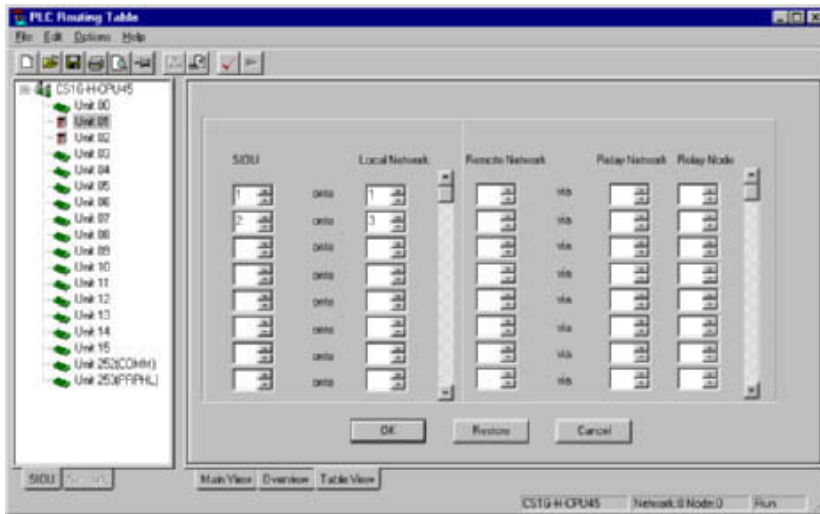 PLC Routing Table
File Edit Options Help
CS1G-H-CPU45
Unit 00
Unit 01
Unit 02
Unit 03
Unit 04
Unit 05
Unit 06
Unit 07
Unit 08
Unit 09
Unit 10
Unit 11
Unit 12
Unit 13
Unit 14
Unit 15
Unit 252(COMM)
Unit 253(PRPHL)
SIOU Local Network Remote Network Relay Network Relay Node
1 onto 1 via
2 onto 3 via
onto via
onto via
onto via
onto via
onto via
onto via
OK Restore Cancel
SIOU
Main View Overview Table View
CS1G-H-CPU45 Network:0 Node:0 Run